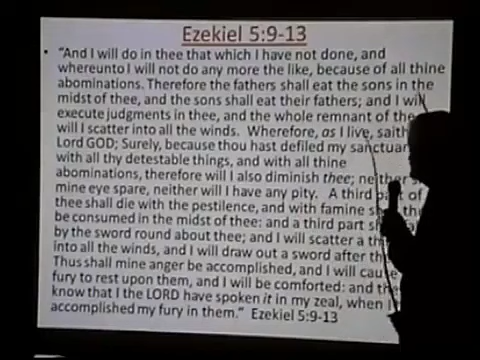 Ezekiel 5:9-13
• "And I will do in thee that which I have not done, and
whereunto I will not do any more the like, because of all thine
abominations. Therefore the fathers shall eat the sons in the
midst of thee, and the sons shall eat their fathers; and I will
execute judgments in thee, and the whole remnant of the
will I scatter into all the winds. Wherefore, as I live, saith
Lord GOD; Surely, because thou hast defiled my sanctuar
with all thy detestable things, and with all thine
abominations, therefore will I also diminish thee; neither
mine eye spare, neither will I have any pity. A third part of
thee shall die with the pestilence, and with famine
be consumed in the midst of thee: and a third part
by the sword round about thee; and I will scatter a
into all the winds, and I will draw out a sword after
Thus shall mine anger be accomplished, and I will
fury to rest upon them, and I will be comforted: and
know that I the LORD have spoken it in my zeal, when I
accomplished my fury in them." Ezekiel 5:9-13